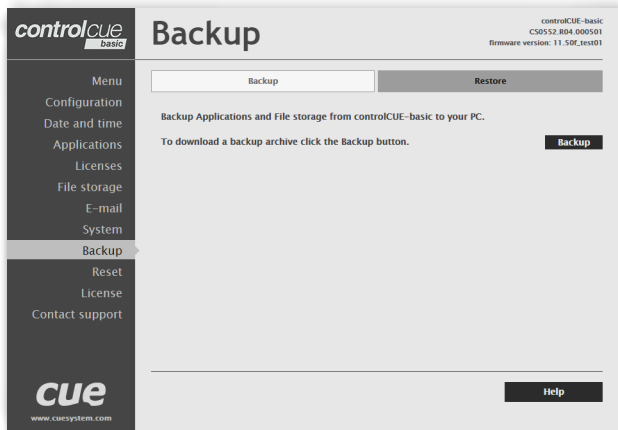 controlcue
basic
Backup
controlCUE-basic
CS0552.R04.000501
firmware version: 11.50f_test01
Menu
Configuration
Date and time
Applications
Licenses
File storage
E-mail
System
Backup
Reset
License
Contact support
Backup
Restore
Backup Applications and File storage from controlCUE-basic to your PC.
To download a backup archive click the Backup button.
Backup
Help
cue
www.cuesystem.com